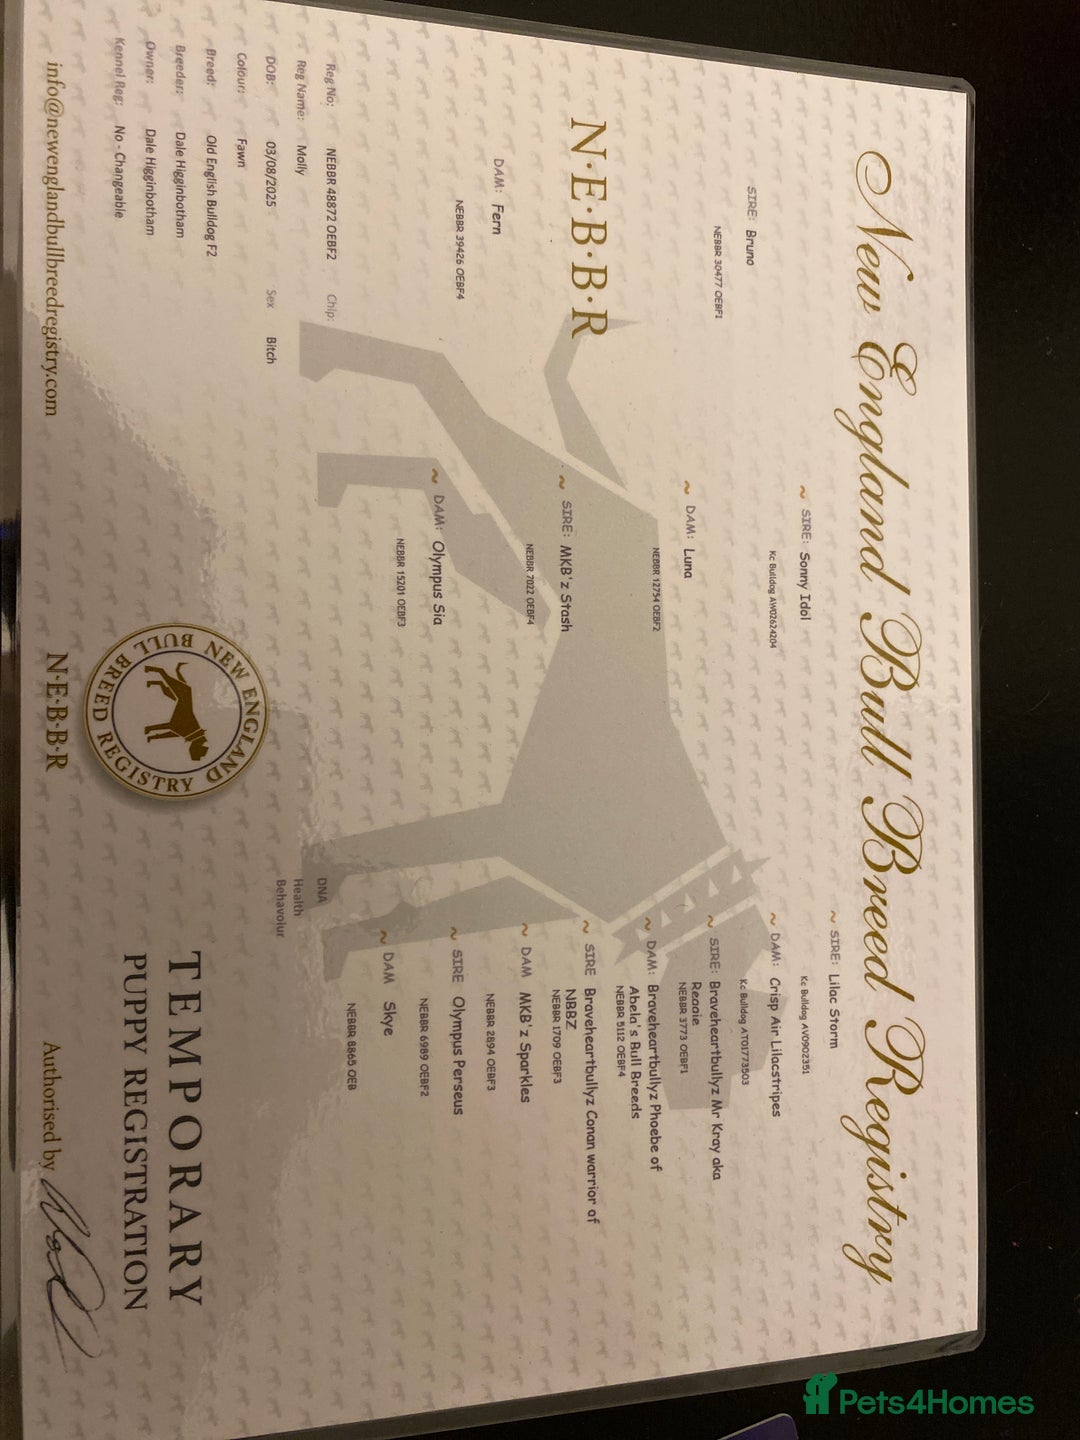 New England Bull Breed Registry
SIRE: Bruno
NEBBR 30477 OEBF1
N·E·B·B·R
DAM: Fern
NEBBR 39426 OEBF4
~ SIRE: Sonny Idol
Kc Bulldog AW02624204
~ DAM: Luna
NEBBR 12754 OEBF2
~ SIRE: MKB'z Stash
NEBBR 7022 OEBF4
~ DAM: Olympus Sia
NEBBR 15201 OEBF3
~ SIRE: Lilac Storm
Kc Bulldog AV0902351
~ DAM: Crisp Air Lilacstripes
Kc Bulldog AT01773503
~ SIRE: Braveheartbullyz Mr Kray aka
Reggie
NEBBR 3773 OEBF1
~ DAM: Braveheartbullyz Phoebe of
Abela's Bull Breeds
NEBBR 5112 OEBF4
~ SIRE Braveheartbullyz Conan warrior of
NBBZ
NEBBR 1709 OEBF3
~ DAM MKB'z Sparkles
NEBBR 2894 OEBF3
~ SIRE Olympus Perseus
NEBBR 6989 OEBF2
~ DAM Skye
NEBBR 8865 OEB
Reg No: NEBBR 48872 OEBF2 Chip:
Reg Name: Molly
DOB: 03/08/2025 Sex Bitch
Colour: Fawn
Breed: Old English Bulldog F2
Breeder: Dale Higginbotham
Owner: Dale Higginbotham
Kennel Reg: No - Changeable
DNA
Health
Behavoiur
NEW ENGLAND
BULL BREED REGISTRY
TEMPORARY
PUPPY REGISTRATION
info@newenglandbullbreedregistry.com
N·E·B·B·R
Authorised by
Pets4Homes